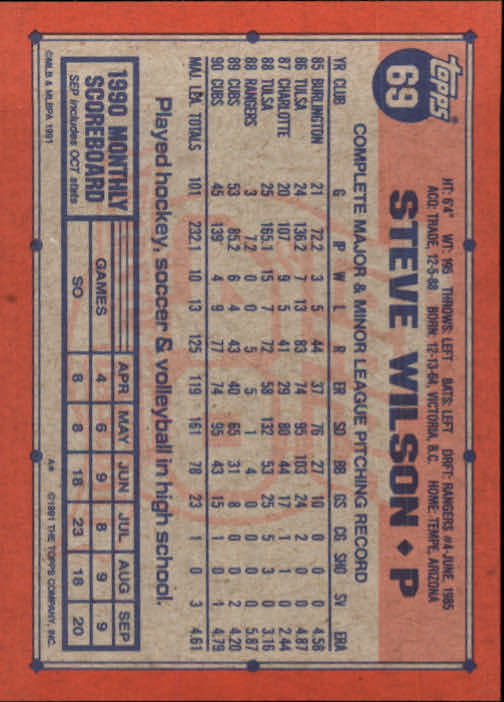 TOPPS
69
HT: 6'4" WT: 195 THROWS: LEFT BATS: LEFT DRFT: RANGERS #4-JUNE, 1985
ACQ: TRADE, 12-5-88 BORN: 12-13-64, VICTORIA, B.C. HOME: TEMPE, ARIZONA
STEVE WILSON ◆ P
COMPLETE MAJOR & MINOR LEAGUE PITCHING RECORD
YR CLUB G IP W L R ER SO BB GS CG SHO SV ERA
85 BURLINGTON 21 72.2 3 5 44 37 76 27 10 0 0 0 4.58
86 TULSA 24 136.2 7 13 83 74 95 103 24 2 0 0 4.87
87 CHARLOTTE 20 107 9 5 41 29 80 44 17 1 1 0 2.44
88 TULSA 25 165.1 15 7 72 58 132 53 25 5 3 0 3.16
88 RANGERS 3 7.2 0 0 5 5 1 4 0 0 0 0 5.87
89 CUBS 53 85.2 6 4 43 40 65 31 8 0 0 2 4.20
90 CUBS 45 139 4 9 77 74 95 43 15 1 0 1 4.79
MAJ. LEA. TOTALS 101 232.1 10 13 125 119 161 78 23 1 0 3 4.61
Played hockey, soccer & volleyball in high school.
1990 MONTHLY
SCOREBOARD
SEP includes OCT stats
APR MAY JUN JUL AUG SEP
GAMES 4 6 9 8 9 9
SO 8 8 18 23 18 20
©MLB & MLBPA 1991
A* ©1991 THE TOPPS COMPANY, INC.